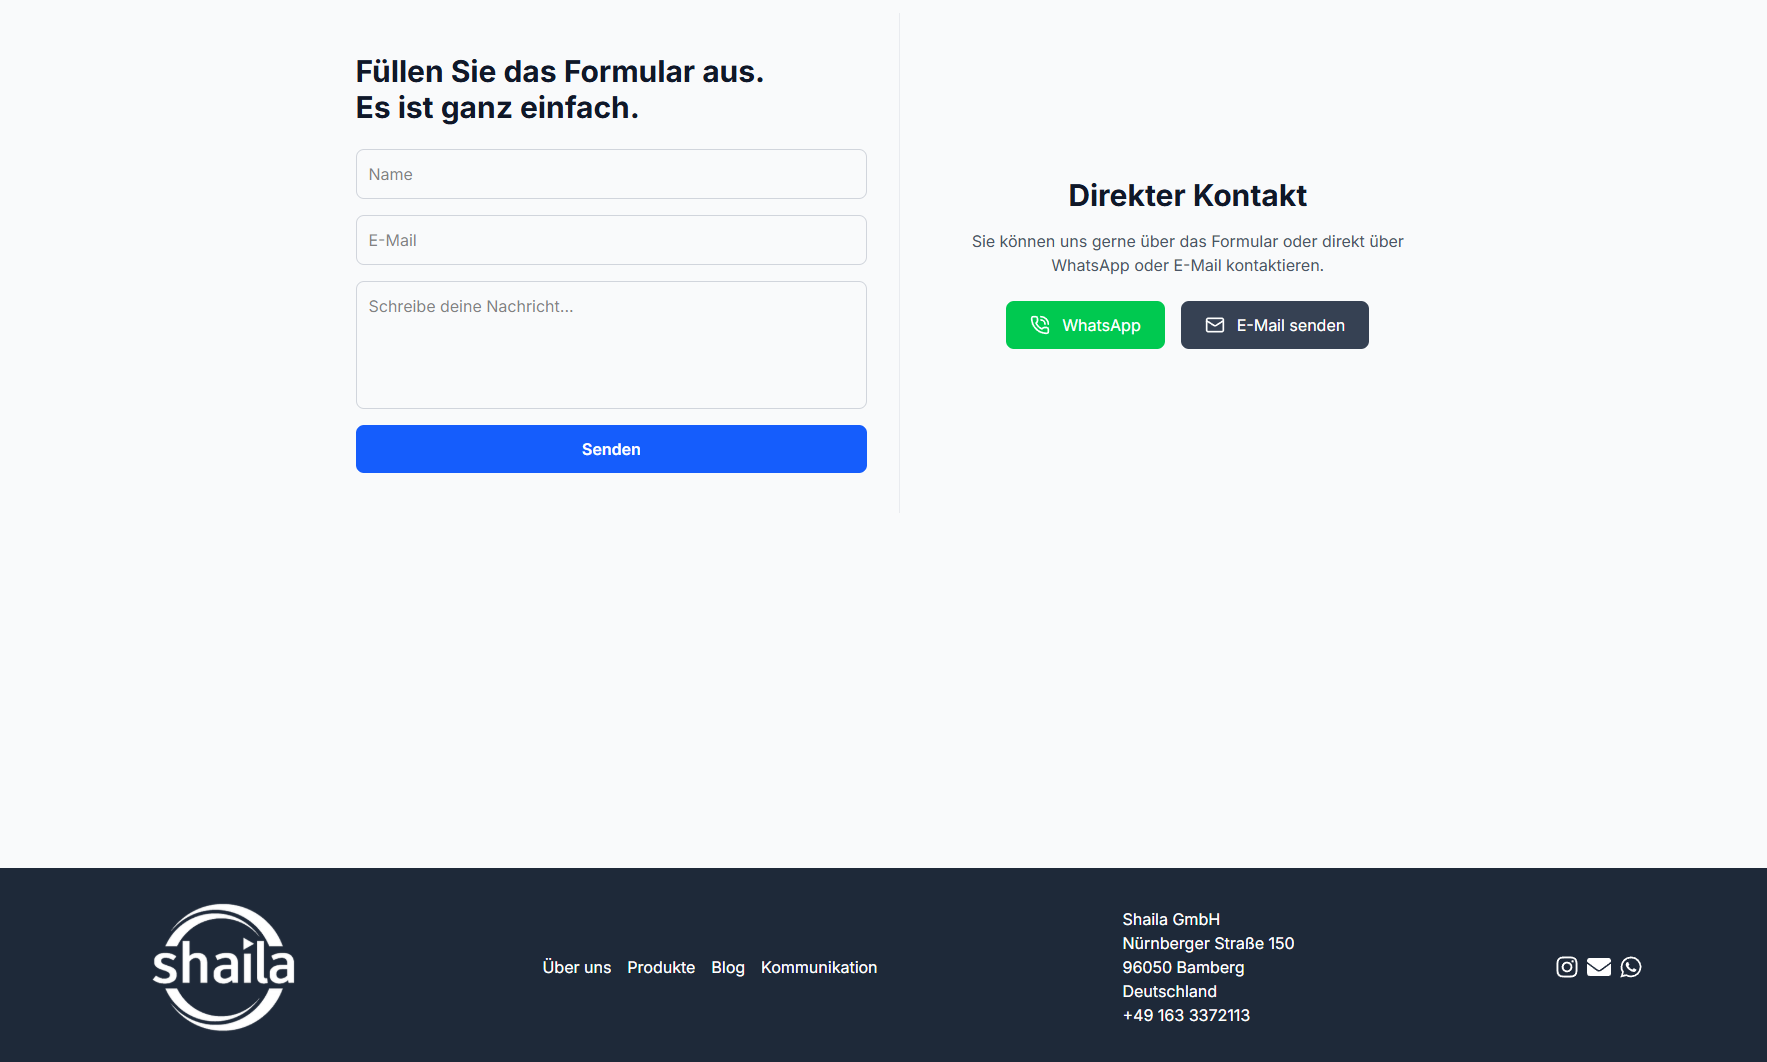 Füllen Sie das Formular aus.
Es ist ganz einfach.
Name
E-Mail
Schreibe deine Nachricht...
Senden
Direkter Kontakt
Sie können uns gerne über das Formular oder direkt über
WhatsApp oder E-Mail kontaktieren.
WhatsApp
E-Mail senden
shaila
Über uns
Produkte
Blog
Kommunikation
Shaila GmbH
Nürnberger Straße 150
96050 Bamberg
Deutschland
+49 163 3372113